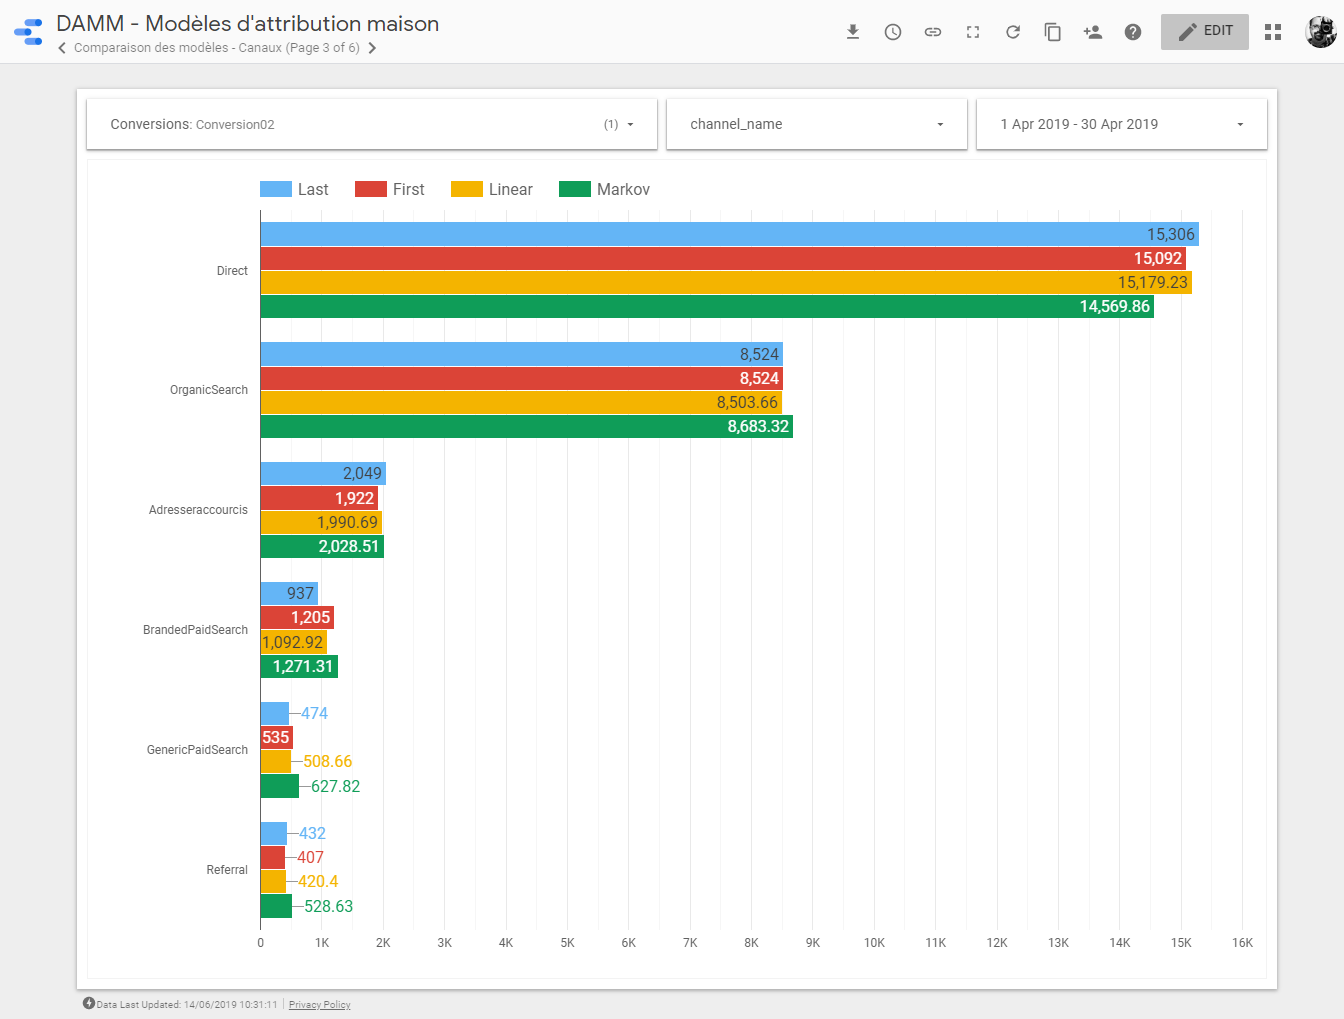 DAMM - Modèles d'attribution maison
Comparaison des modèles - Canaux (Page 3 of 6)
EDIT
Conversions: Conversion02 (1)
channel_name
1 Apr 2019 - 30 Apr 2019
Last First Linear Markov
Direct
15,306
15,092
15,179.23
14,569.86
OrganicSearch
8,524
8,524
8,503.66
8,683.32
Adresseraccourcis
2,049
1,922
1,990.69
2,028.51
BrandedPaidSearch
937
1,205
1,092.92
1,271.31
GenericPaidSearch
474
535
508.66
627.82
Referral
432
407
420.4
528.63
0 1K 2K 3K 4K 5K 6K 7K 8K 9K 10K 11K 12K 13K 14K 15K 16K
Data Last Updated: 14/06/2019 10:31:11 | Privacy Policy